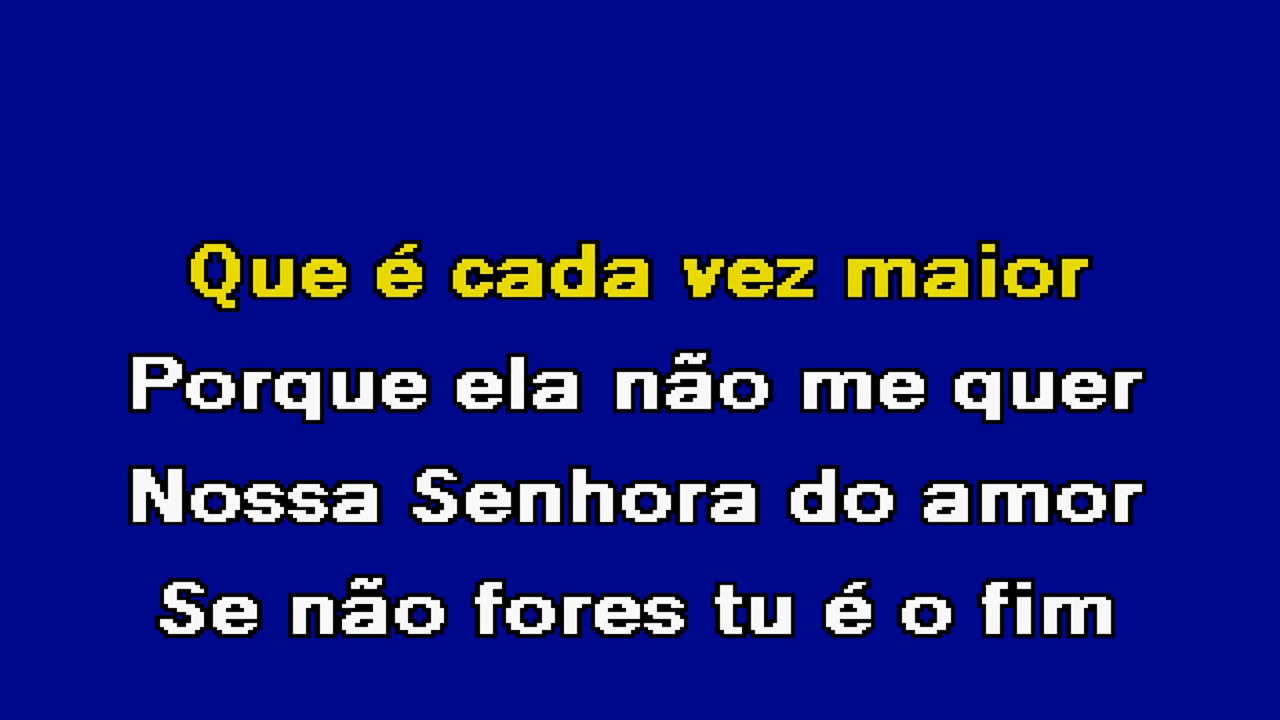 Que é cada vez maior
Porque ela não me quer
Nossa Senhora do amor
Se não fores tu é o fim